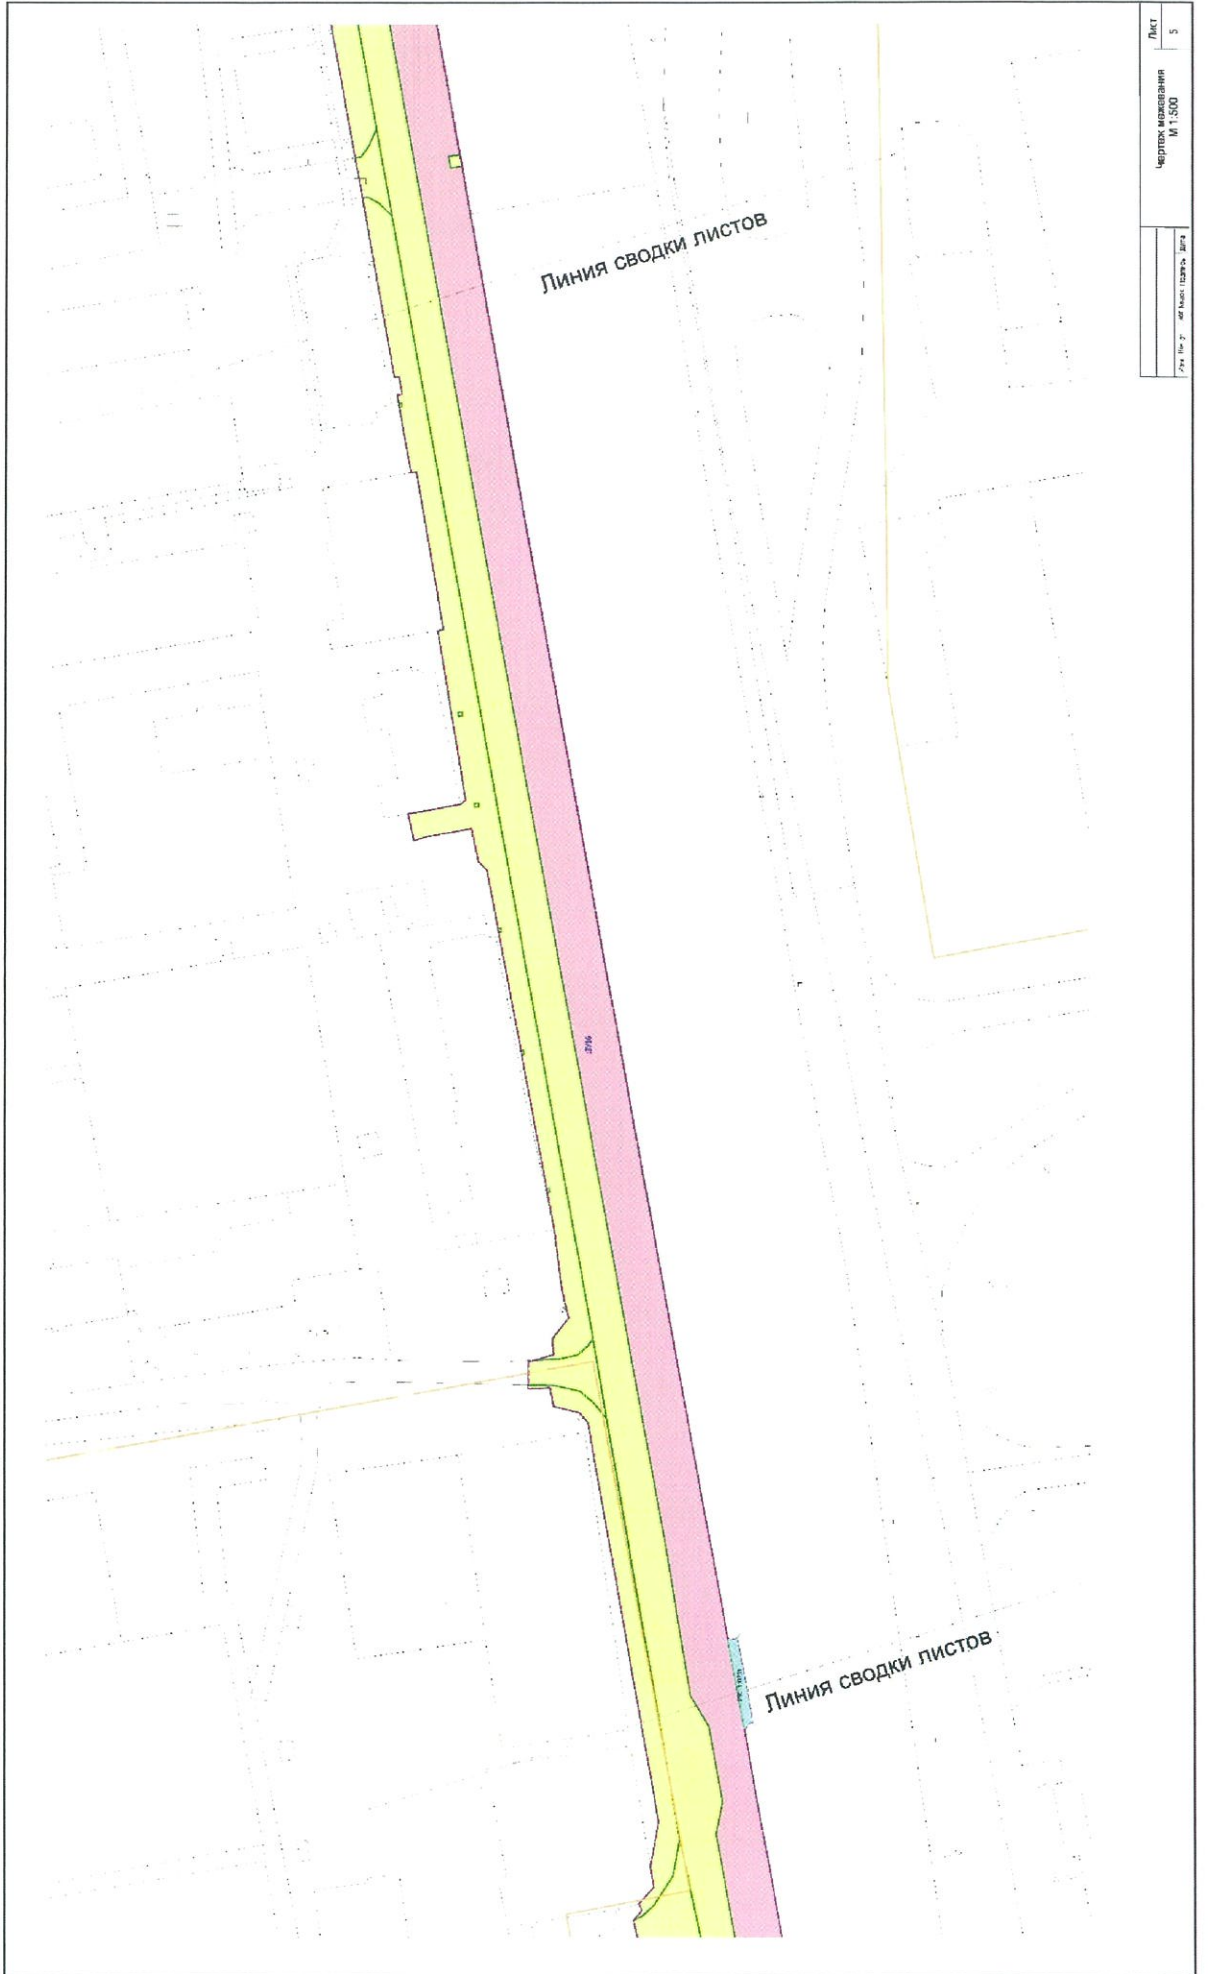 Лист
5
Чертеж межевания
М 1:500
Линия сводки листов
Линия сводки листов